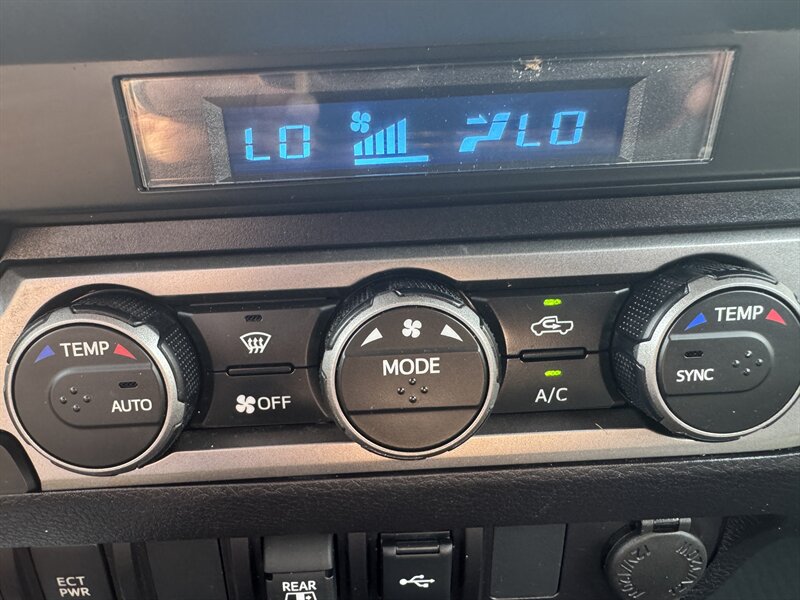 LO LO
TEMP
AUTO
OFF
MODE
A/C
TEMP
SYNC
ECT
PWR
REAR